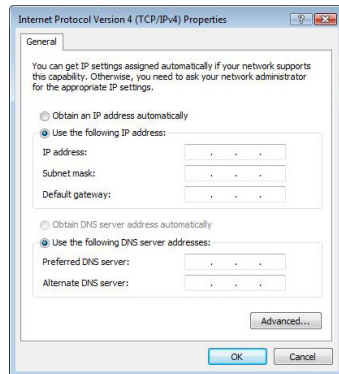 Internet Protocol Version 4 (TCP/IPv4) Properties
General
You can get IP settings assigned automatically if your network supports
this capability. Otherwise, you need to ask your network administrator
for the appropriate IP settings.
Obtain an IP address automatically
Use the following IP address:
IP address:
Subnet mask:
Default gateway:
Obtain DNS server address automatically
Use the following DNS server addresses:
Preferred DNS server:
Alternate DNS server:
Advanced...
OK
Cancel